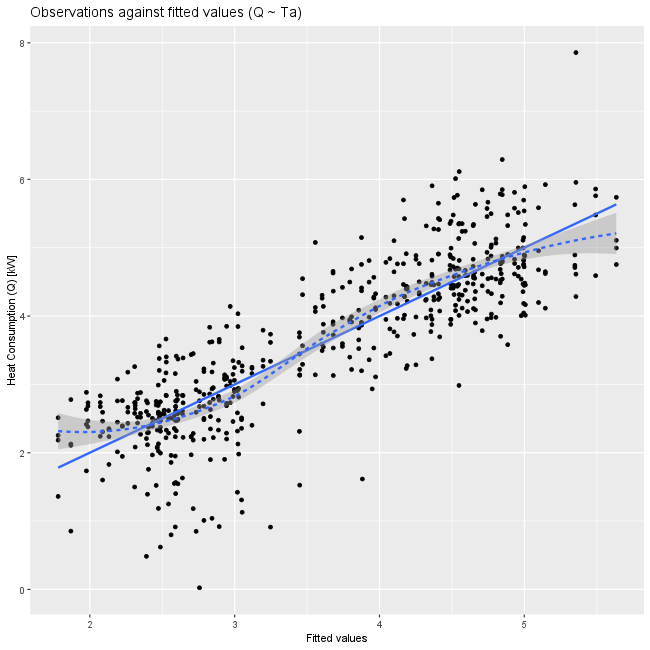 Observations against fitted values (Q ~ Ta)
8
6
4
2
0
Heat Consumption (Q) [kW]
2 3 4 5
Fitted values